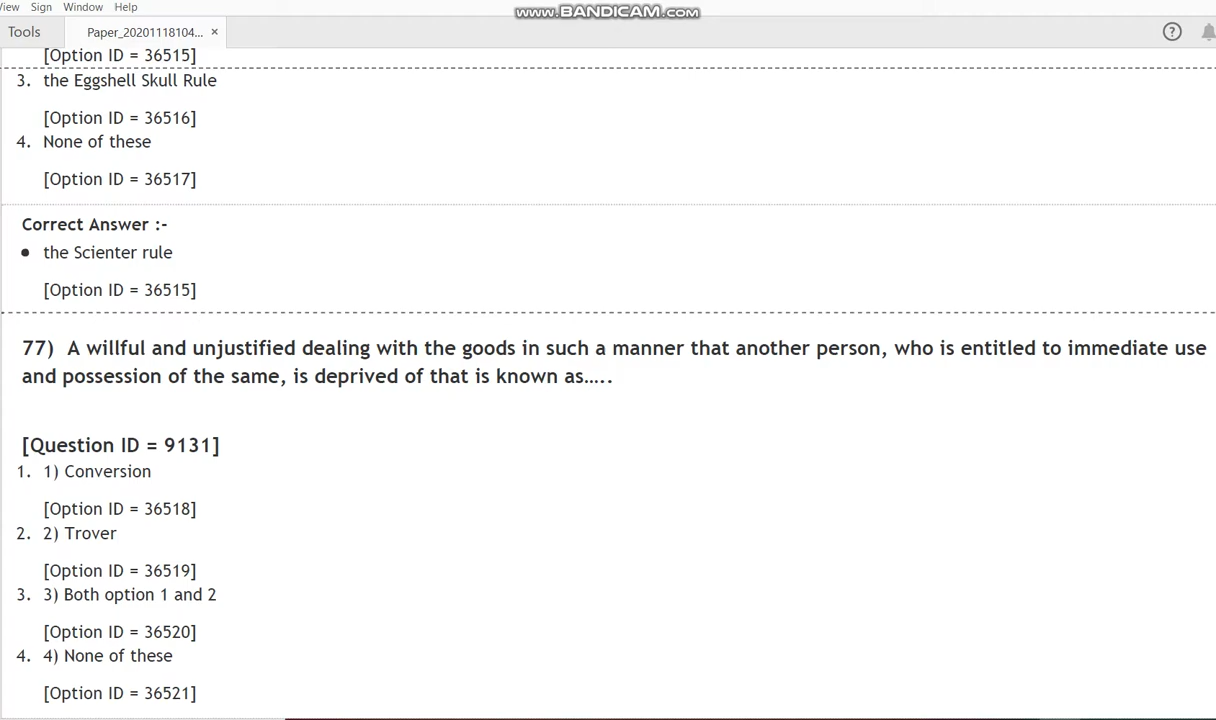 View Sign Window Help
www.BANDICAM.com
Tools Paper_20201118104... × ?
[Option ID = 36515]
3. the Eggshell Skull Rule
[Option ID = 36516]
4. None of these
[Option ID = 36517]
Correct Answer :-
• the Scienter rule
[Option ID = 36515]
77) A willful and unjustified dealing with the goods in such a manner that another person, who is entitled to immediate use
and possession of the same, is deprived of that is known as.....
[Question ID = 9131]
1. 1) Conversion
[Option ID = 36518]
2. 2) Trover
[Option ID = 36519]
3. 3) Both option 1 and 2
[Option ID = 36520]
4. 4) None of these
[Option ID = 36521]